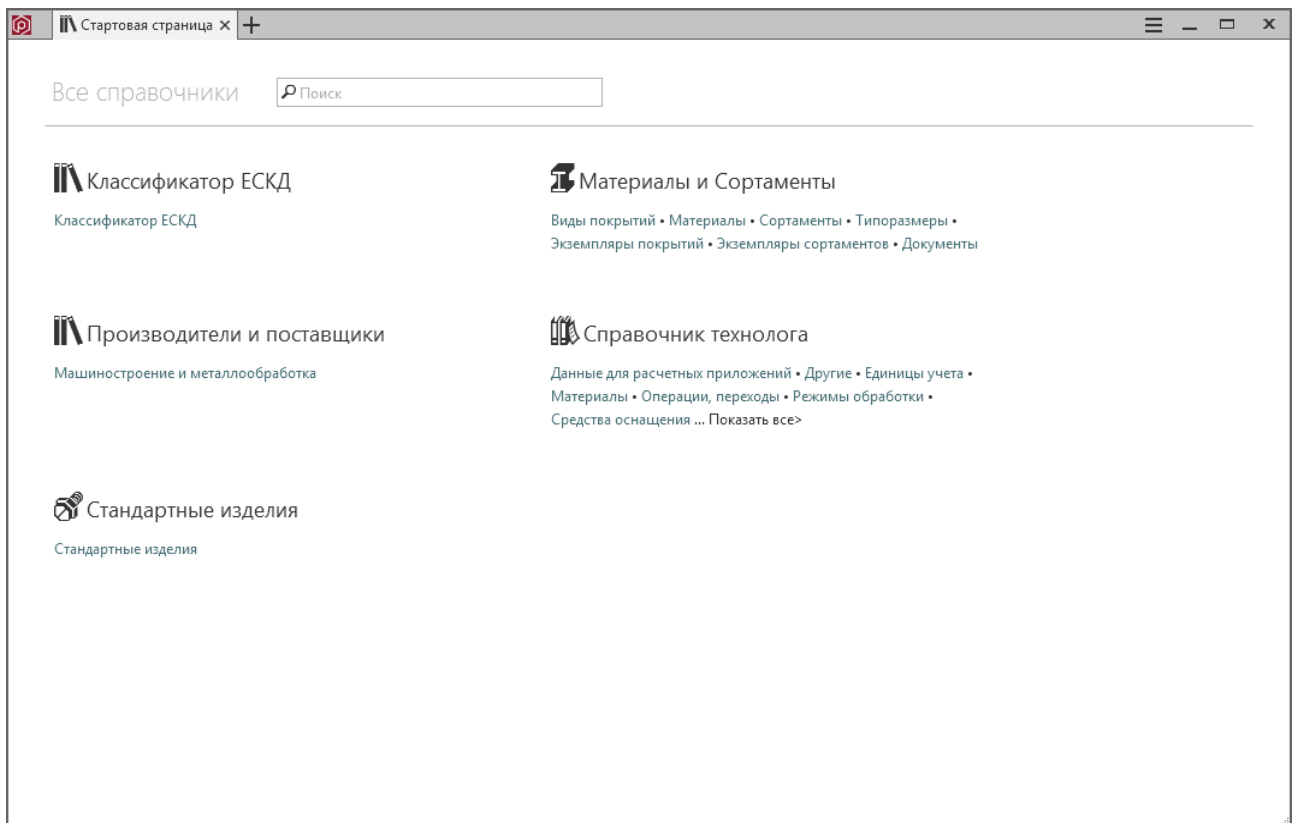 Стартовая страница
Все справочники
Поиск
Классификатор ЕСКД
Классификатор ЕСКД
Материалы и Сортаменты
Виды покрытий • Материалы • Сортаменты • Типоразмеры •
Экземпляры покрытий • Экземпляры сортаментов • Документы
Производители и поставщики
Машиностроение и металлообработка
Справочник технолога
Данные для расчетных приложений • Другие • Единицы учета •
Материалы • Операции, переходы • Режимы обработки •
Средства оснащения ... Показать все>
Стандартные изделия
Стандартные изделия